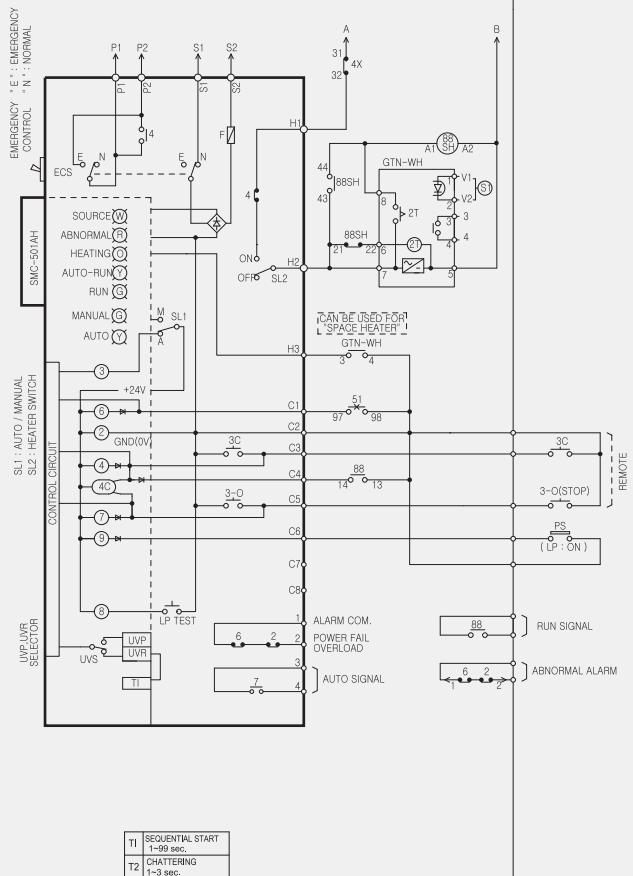 EMERGENCY " E " : EMERGENCY
CONTROL " N " : NORMAL
P1
P2
S1
S2
A
B
31
4X
32
P1
P2
S1
S2
H1
4
F
E
N
ECS
E
N
88
SH
A1
A2
GTN-WH
44
88SH
43
8
2T
1
V1
S1
2
V2
3
3
4
4
SMC-501AH
SOURCE W
ABNORMAL R
HEATING O
AUTO-RUN Y
RUN G
MANUAL G
AUTO Y
4
ON
OFF
SL2
H2
88SH
21
22
6
2T
7
5
M
SL1
A
CAN BE USED FOR
"SPACE HEATER"
GTN-WH
H3
3
4
SL1 : AUTO / MANUAL
SL2 : HEATER SWITCH
CONTROL CIRCUIT
3
+24V
6
C1
51
97
98
2
GND(0V)
C2
3C
C3
3C
4
C4
88
14
13
4C
3-O
C5
3-O(STOP)
REMOTE
7
9
C6
PS
( LP : ON )
C7
C8
8
LP TEST
UVP,UVR
SELECTOR
UVS
UVP
UVR
TI
1
ALARM COM.
6
2
2
POWER FAIL
OVERLOAD
3
7
4
AUTO SIGNAL
88
RUN SIGNAL
6
2
1
2
ABNORMAL ALARM
TI
SEQUENTIAL START
1~99 sec.
T2
CHATTERING
1~3 sec.